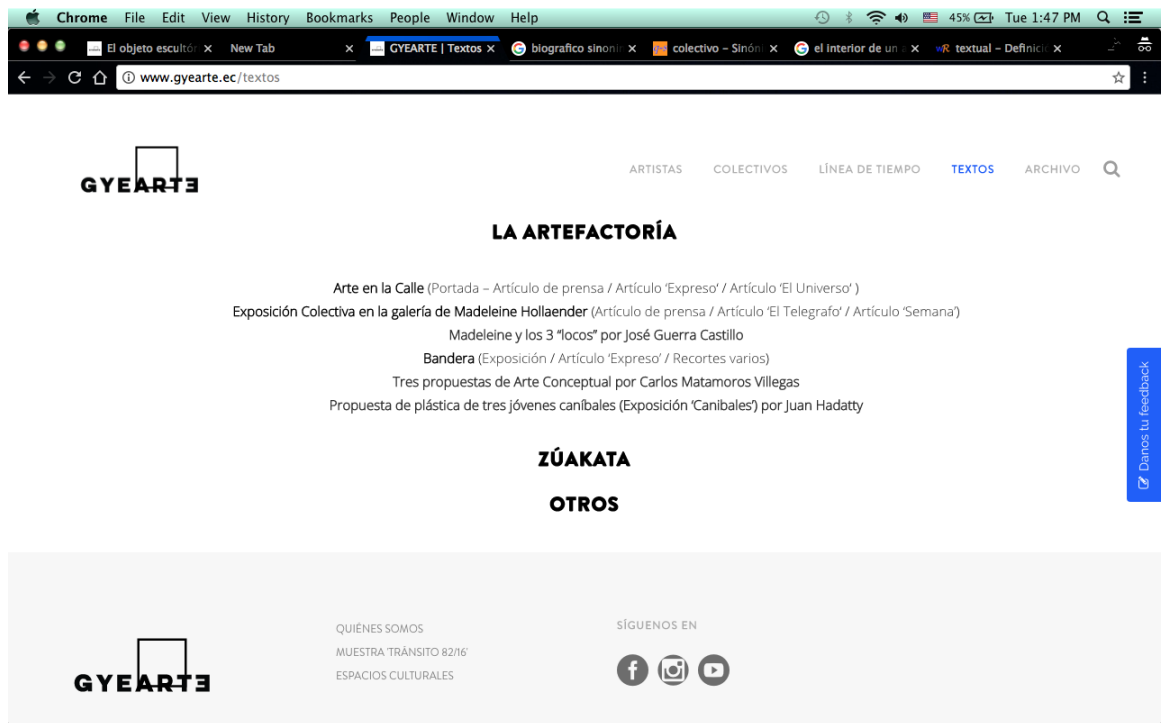 Chrome File Edit View History Bookmarks People Window Help 45% Tue 1:47 PM
El objeto escultór New Tab GYEARTE | Textos biografico sinonir colectivo – Sinóni el interior de un a textual – Definició
www.gyearte.ec/textos
GYEARTE
ARTISTAS COLECTIVOS LÍNEA DE TIEMPO TEXTOS ARCHIVO
LA ARTEFACTORÍA
Arte en la Calle (Portada – Artículo de prensa / Artículo ‘Expreso’ / Artículo ‘El Universo’ )
Exposición Colectiva en la galería de Madeleine Hollaender (Artículo de prensa / Artículo ‘El Telegrafo’ / Artículo ‘Semana’)
Madeleine y los 3 “locos” por José Guerra Castillo
Bandera (Exposición / Artículo ‘Expreso’ / Recortes varios)
Tres propuestas de Arte Conceptual por Carlos Matamoros Villegas
Propuesta de plástica de tres jóvenes caníbales (Exposición ‘Canibales’) por Juan Hadatty
Danos tu feedback
ZÚAKATA
OTROS
GYEARTE
QUIÉNES SOMOS
MUESTRA ‘TRÁNSITO 82/16’
ESPACIOS CULTURALES
SÍGUENOS EN